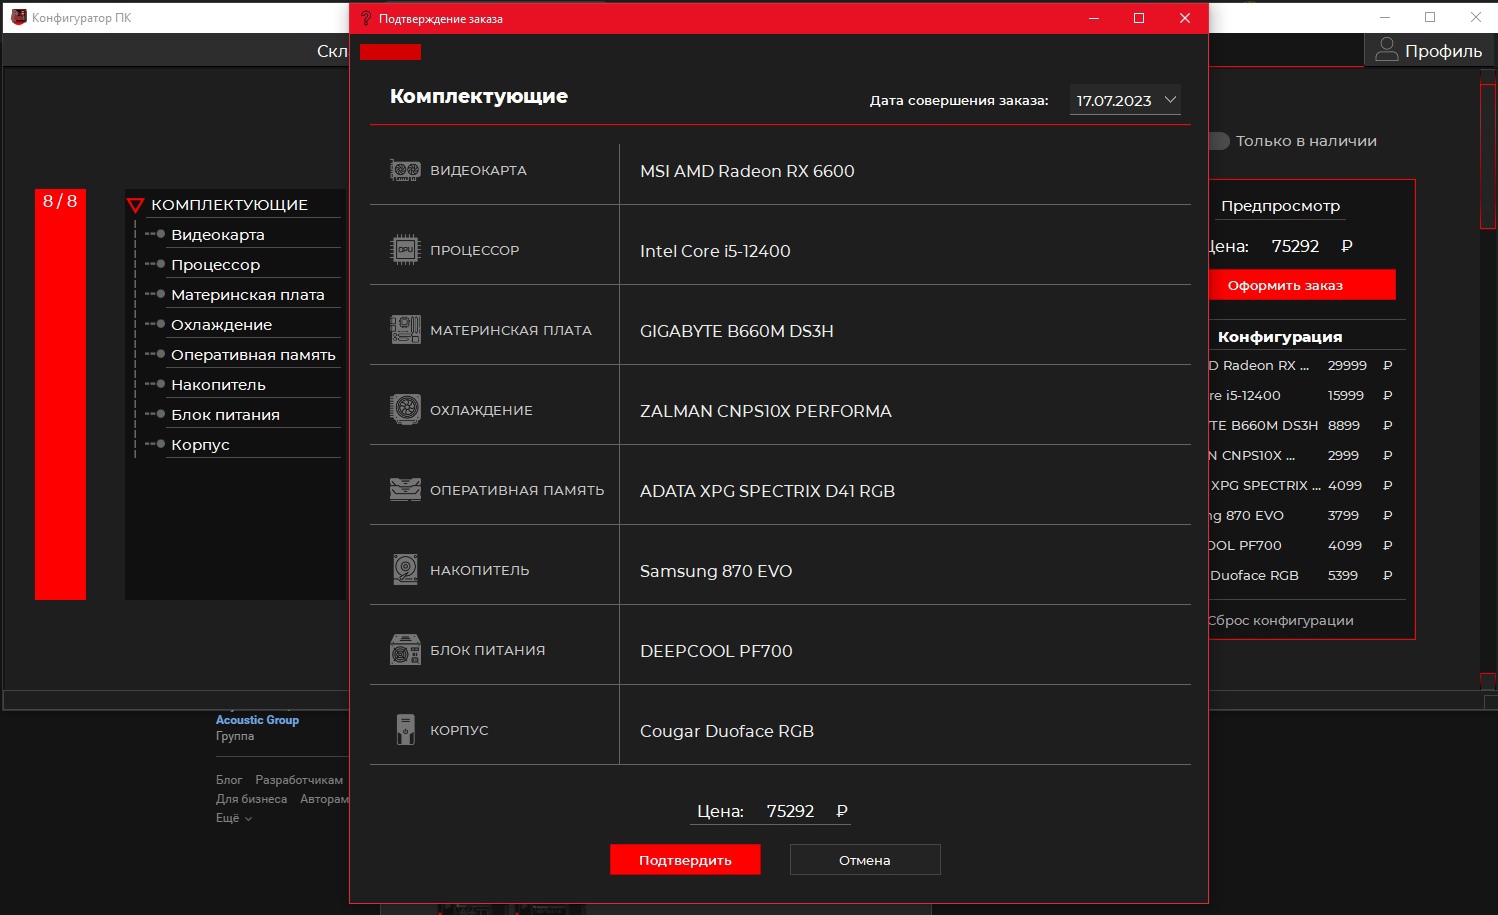 Конфигуратор ПК
Подтверждение заказа
Скл
Профиль
Комплектующие
Дата совершения заказа:
17.07.2023
Только в наличии
8 / 8
КОМПЛЕКТУЮЩИЕ
Видеокарта
Процессор
Материнская плата
Охлаждение
Оперативная память
Накопитель
Блок питания
Корпус
ВИДЕОКАРТА
MSI AMD Radeon RX 6600
CPU
ПРОЦЕССОР
Intel Core i5-12400
МАТЕРИНСКАЯ ПЛАТА
GIGABYTE B660M DS3H
ОХЛАЖДЕНИЕ
ZALMAN CNPS10X PERFORMA
ОПЕРАТИВНАЯ ПАМЯТЬ
ADATA XPG SPECTRIX D41 RGB
НАКОПИТЕЛЬ
Samsung 870 EVO
БЛОК ПИТАНИЯ
DEEPCOOL PF700
КОРПУС
Cougar Duoface RGB
Цена: 75292 ₽
Подтвердить
Отмена
Предпросмотр
Цена: 75292 ₽
Оформить заказ
Конфигурация
D Radeon RX ... 29999 ₽
re i5-12400 15999 ₽
TE B660M DS3H 8899 ₽
N CNPS10X ... 2999 ₽
XPG SPECTRIX ... 4099 ₽
ng 870 EVO 3799 ₽
OOL PF700 4099 ₽
Duoface RGB 5399 ₽
Сброс конфигурации
Acoustic Group
Группа
Блог Разработчикам
Для бизнеса Авторам
Ещё